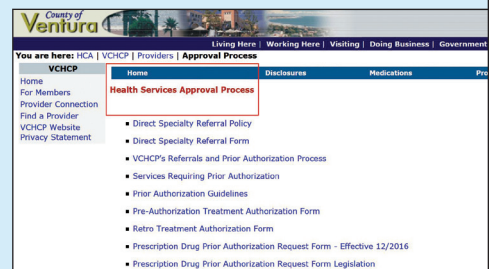 County of
Ventura
Living Here | Working Here | Visiting | Doing Business | Government
You are here: HCA | VCHCP | Providers | Approval Process
VCHCP
Home
For Members
Provider Connection
Find a Provider
VCHCP Website
Privacy Statement
Home Disclosures Medications Pro
Health Services Approval Process
Direct Specialty Referral Policy
Direct Specialty Referral Form
VCHCP's Referrals and Prior Authorization Process
Services Requiring Prior Authorization
Prior Authorization Guidelines
Pre-Authorization Treatment Authorization Form
Retro Treatment Authorization Form
Prescription Drug Prior Authorization Request Form - Effective 12/2016
Prescription Drug Prior Authorization Request Form Legislation